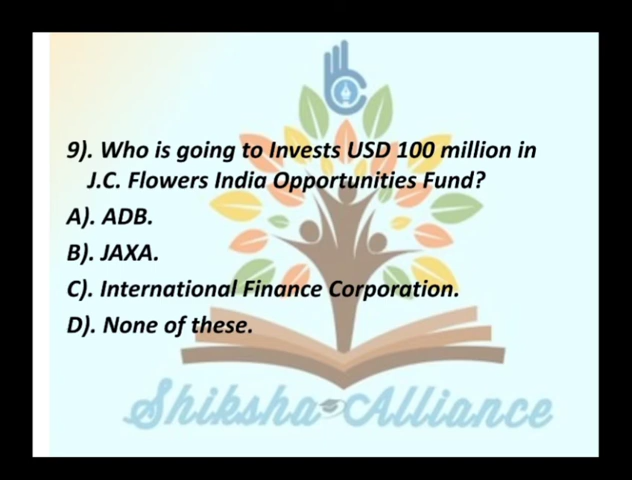 9). Who is going to Invests USD 100 million in
J.C. Flowers India Opportunities Fund?
A). ADB.
B). JAXA.
C). International Finance Corporation.
D). None of these.
Shiksha Alliance